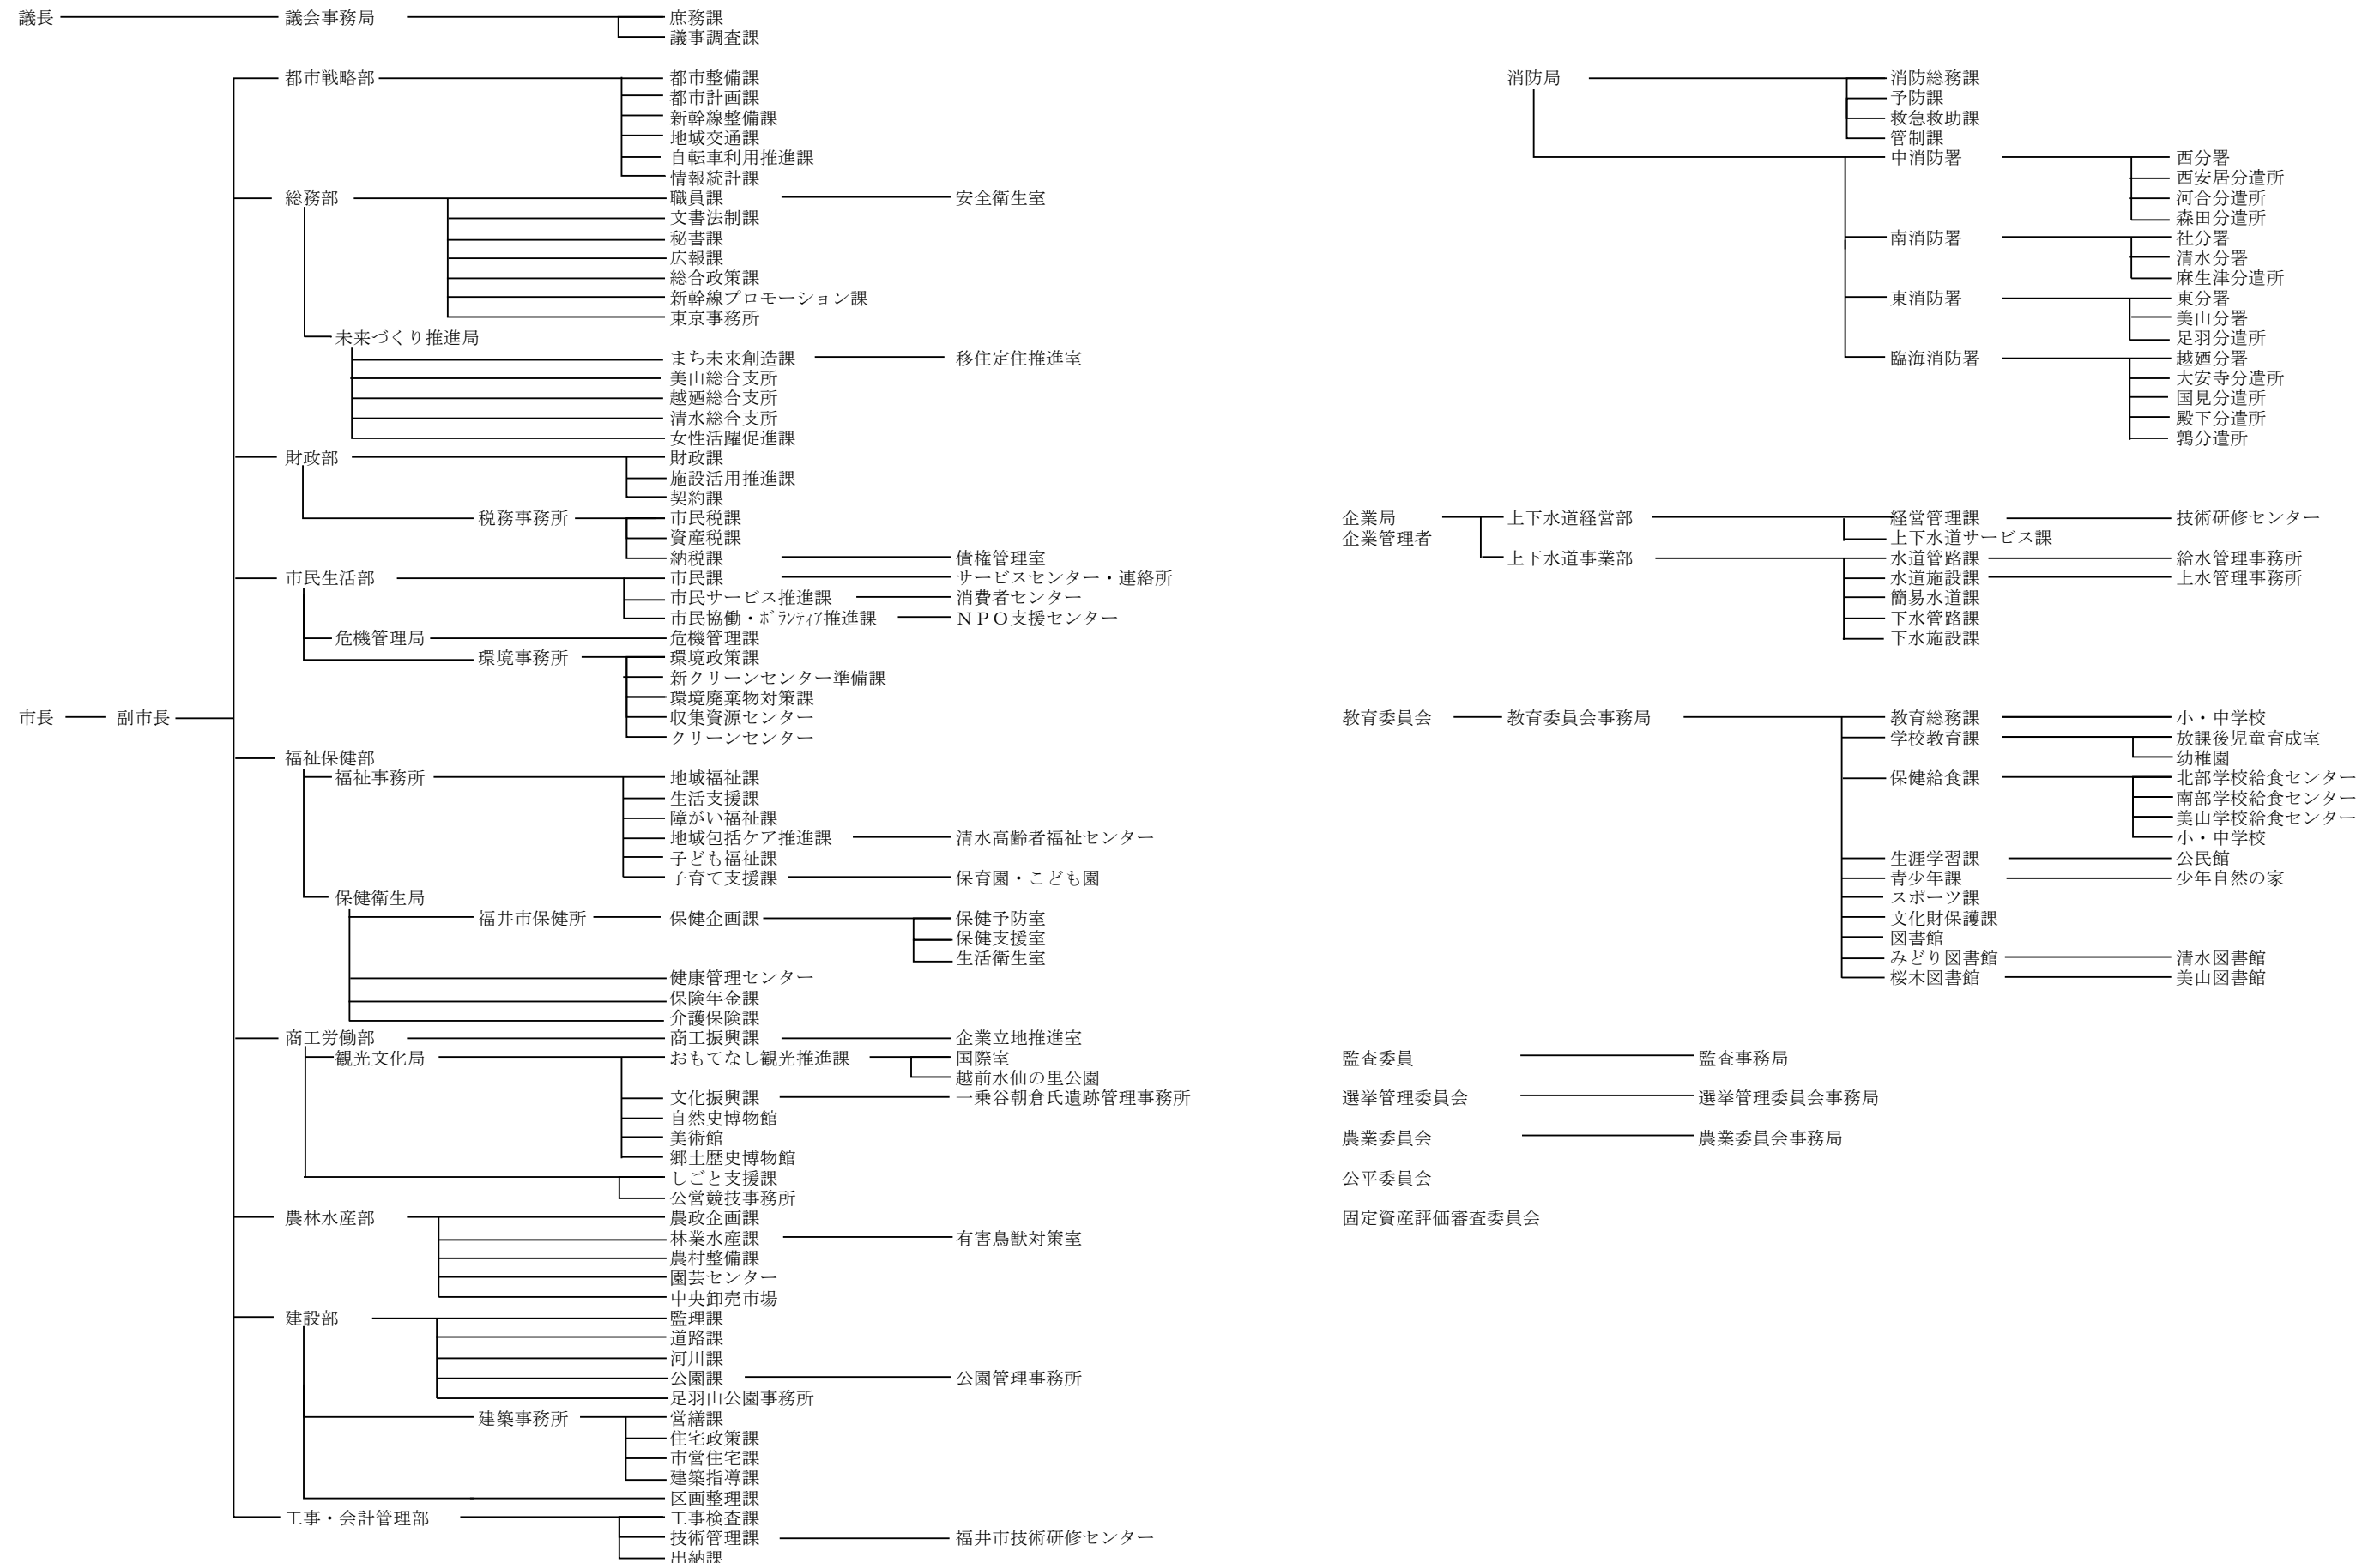 議長 議会事務局 庶務課
議事調査課
都市戦略部 都市整備課
都市計画課
新幹線整備課
地域交通課
自転車利用推進課
情報統計課
総務部 職員課 安全衛生室
文書法制課
秘書課
広報課
総合政策課
新幹線プロモーション課
東京事務所
未来づくり推進局
まち未来創造課 移住定住推進室
美山総合支所
越廼総合支所
清水総合支所
女性活躍促進課
財政部 財政課
施設活用推進課
契約課
税務事務所 市民税課
資産税課
納税課 債権管理室
市民生活部 市民課 サービスセンター・連絡所
市民サービス推進課 消費者センター
市民協働・ボランティア推進課 NPO支援センター
危機管理局 危機管理課
環境事務所 環境政策課
新クリーンセンター準備課
環境廃棄物対策課
市長 副市長 収集資源センター
クリーンセンター
福祉保健部
福祉事務所 地域福祉課
生活支援課
障がい福祉課
地域包括ケア推進課 清水高齢者福祉センター
子ども福祉課
子育て支援課 保育園・こども園
保健衛生局
福井市保健所 保健企画課 保健予防室
保健支援室
生活衛生室
健康管理センター
保険年金課
介護保険課
商工労働部 商工振興課 企業立地推進室
観光文化局 おもてなし観光推進課 国際室
越前水仙の里公園
文化振興課 一乗谷朝倉氏遺跡管理事務所
自然史博物館
美術館
郷土歴史博物館
しごと支援課
公営競技事務所
農林水産部 農政企画課
林業水産課 有害鳥獣対策室
農村整備課
園芸センター
中央卸売市場
建設部 監理課
道路課
河川課
公園課 公園管理事務所
足羽山公園事務所
建築事務所 営繕課
住宅政策課
市営住宅課
建築指導課
区画整理課
工事・会計管理部 工事検査課
技術管理課 福井市技術研修センター
出納課
消防局 消防総務課
予防課
救急救助課
管制課
中消防署 西分署
西安居分遣所
河合分遣所
森田分遣所
南消防署 社分署
清水分署
麻生津分遣所
東消防署 東分署
美山分署
足羽分遣所
臨海消防署 越廼分署
大安寺分遣所
国見分遣所
殿下分遣所
鶉分遣所
企業局 上下水道経営部 経営管理課 技術研修センター
企業管理者 上下水道サービス課
上下水道事業部 水道管路課 給水管理事務所
水道施設課 上水管理事務所
簡易水道課
下水管路課
下水施設課
教育委員会 教育委員会事務局 教育総務課 小・中学校
学校教育課 放課後児童育成室
幼稚園
保健給食課 北部学校給食センター
南部学校給食センター
美山学校給食センター
小・中学校
生涯学習課 公民館
青少年課 少年自然の家
スポーツ課
文化財保護課
図書館
みどり図書館 清水図書館
桜木図書館 美山図書館
監査委員 監査事務局
選挙管理委員会 選挙管理委員会事務局
農業委員会 農業委員会事務局
公平委員会
固定資産評価審査委員会